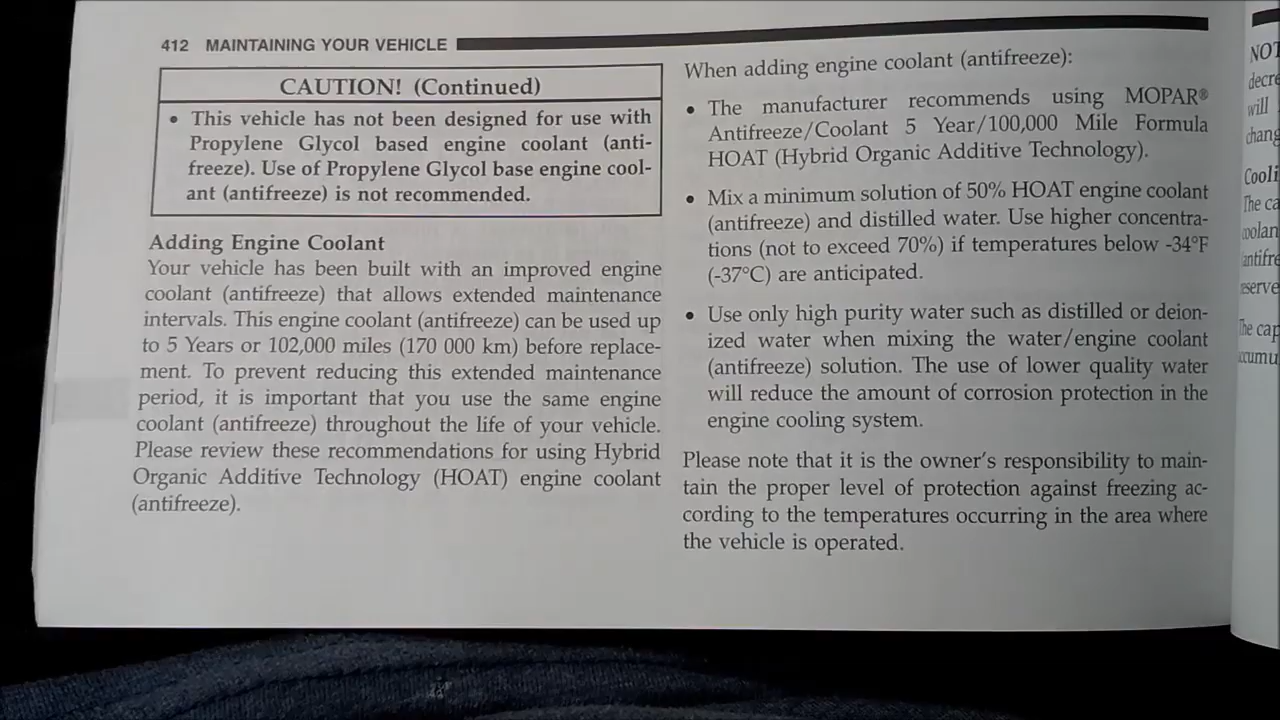 412 MAINTAINING YOUR VEHICLE
CAUTION! (Continued)
• This vehicle has not been designed for use with
Propylene Glycol based engine coolant (anti-
freeze). Use of Propylene Glycol base engine cool-
ant (antifreeze) is not recommended.
Adding Engine Coolant
Your vehicle has been built with an improved engine
coolant (antifreeze) that allows extended maintenance
intervals. This engine coolant (antifreeze) can be used up
to 5 Years or 102,000 miles (170 000 km) before replace-
ment. To prevent reducing this extended maintenance
period, it is important that you use the same engine
coolant (antifreeze) throughout the life of your vehicle.
Please review these recommendations for using Hybrid
Organic Additive Technology (HOAT) engine coolant
(antifreeze).
When adding engine coolant (antifreeze):
• The manufacturer recommends using MOPAR®
Antifreeze/Coolant 5 Year/100,000 Mile Formula
HOAT (Hybrid Organic Additive Technology).
• Mix a minimum solution of 50% HOAT engine coolant
(antifreeze) and distilled water. Use higher concentra-
tions (not to exceed 70%) if temperatures below -34°F
(-37°C) are anticipated.
• Use only high purity water such as distilled or deion-
ized water when mixing the water/engine coolant
(antifreeze) solution. The use of lower quality water
will reduce the amount of corrosion protection in the
engine cooling system.
Please note that it is the owner's responsibility to main-
tain the proper level of protection against freezing ac-
cording to the temperatures occurring in the area where
the vehicle is operated.
will
The